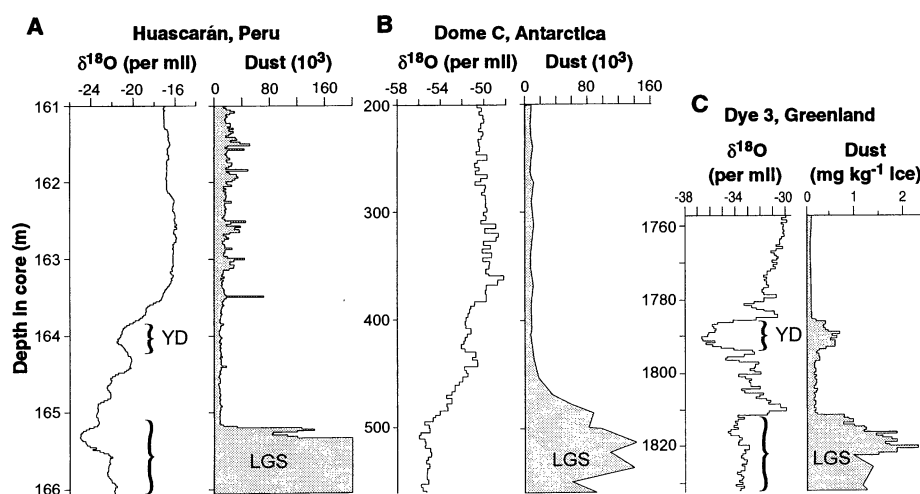 A
Huascarán, Peru
δ18O (per mil)
Dust (10³)
-24 -20 -16
0 80 160
161
162
163
164
165
166
Depth in core (m)
YD
LGS
B
Dome C, Antarctica
δ18O (per mil)
Dust (10³)
-58 -54 -50
0 40 80 160
200
300
400
500
LGS
C
Dye 3, Greenland
δ18O
(per mil)
Dust
(mg kg⁻¹ ice)
-38 -34 -30
0 1 2
1760
1780
1800
1820
YD
LGS